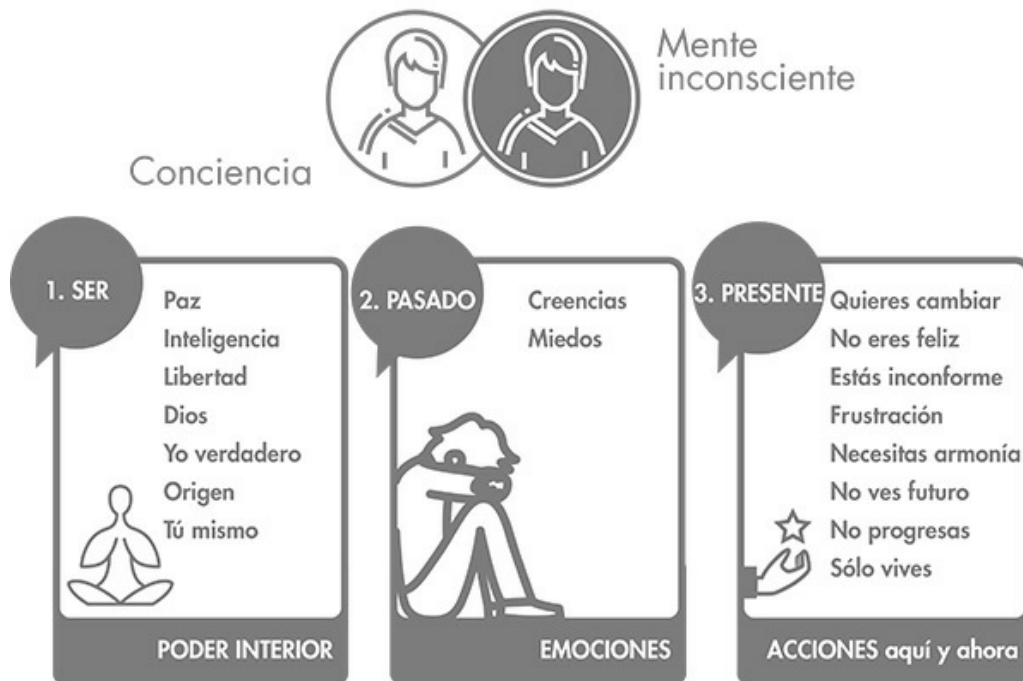 Mente
inconsciente
Conciencia
1. SER
Paz
Inteligencia
Libertad
Dios
Yo verdadero
Origen
Tú mismo
PODER INTERIOR
2. PASADO
Creencias
Miedos
EMOCIONES
3. PRESENTE
Quieres cambiar
No eres feliz
Estás inconforme
Frustración
Necesitas armonía
No ves futuro
No progresas
Sólo vives
ACCIONES aquí y ahora